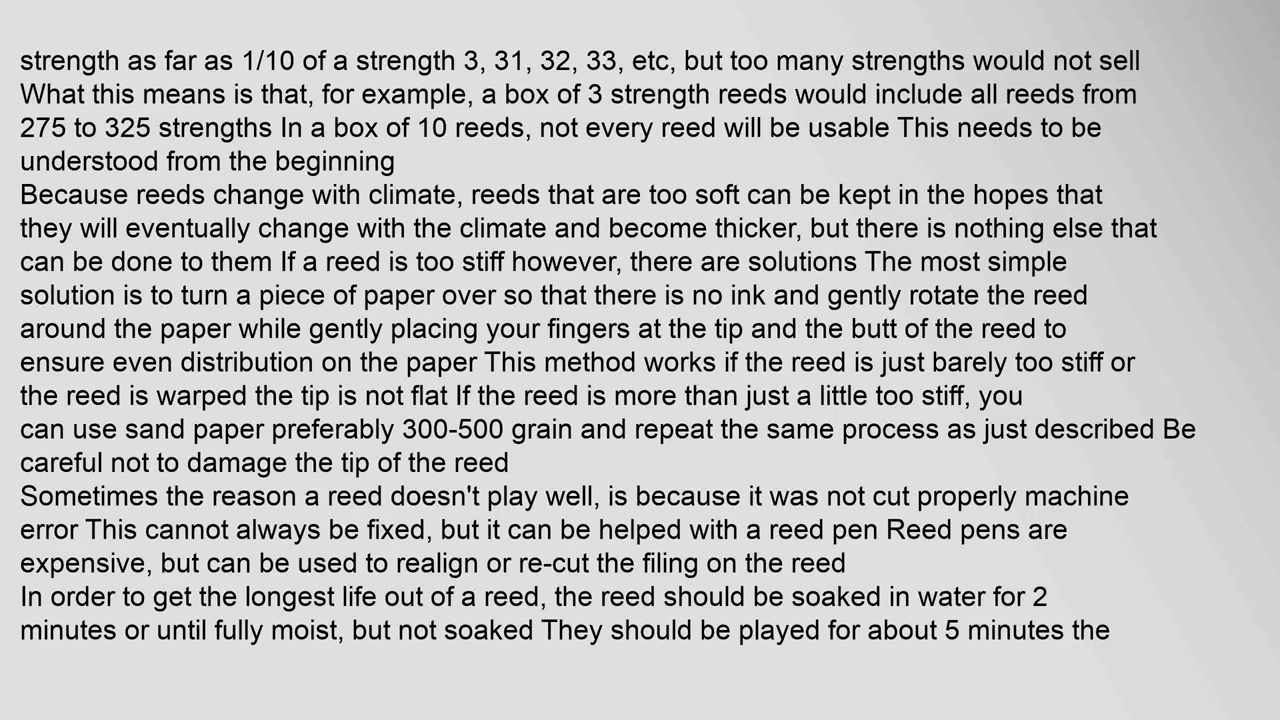 strength as far as 1/10 of a strength 3, 31, 32, 33, etc, but too many strengths would not sell
What this means is that, for example, a box of 3 strength reeds would include all reeds from
275 to 325 strengths In a box of 10 reeds, not every reed will be usable This needs to be
understood from the beginning
Because reeds change with climate, reeds that are too soft can be kept in the hopes that
they will eventually change with the climate and become thicker, but there is nothing else that
can be done to them If a reed is too stiff however, there are solutions The most simple
solution is to turn a piece of paper over so that there is no ink and gently rotate the reed
around the paper while gently placing your fingers at the tip and the butt of the reed to
ensure even distribution on the paper This method works if the reed is just barely too stiff or
the reed is warped the tip is not flat If the reed is more than just a little too stiff, you
can use sand paper preferably 300-500 grain and repeat the same process as just described Be
careful not to damage the tip of the reed
Sometimes the reason a reed doesn't play well, is because it was not cut properly machine
error This cannot always be fixed, but it can be helped with a reed pen Reed pens are
expensive, but can be used to realign or re-cut the filing on the reed
In order to get the longest life out of a reed, the reed should be soaked in water for 2
minutes or until fully moist, but not soaked They should be played for about 5 minutes the